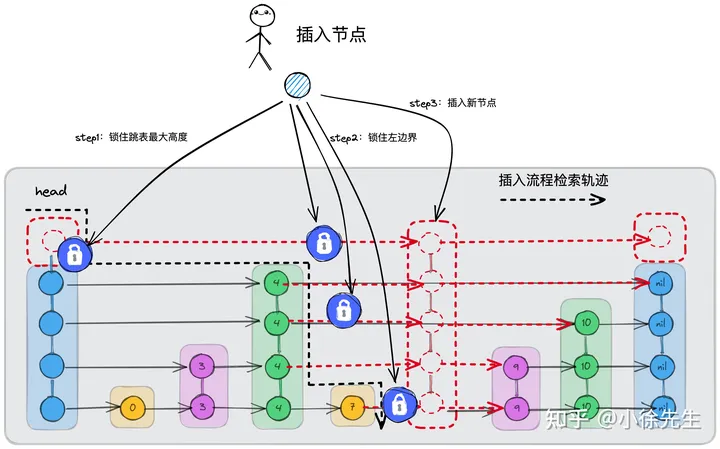 插入节点
step3：插入新节点
step1：锁住跳表最大高度
step2：锁住左边界
head
插入流程检索轨迹
4 nil
4 10 nil
3 4 9 10 nil
0 3 4 7 9 10 nil
知乎 @小徐先生